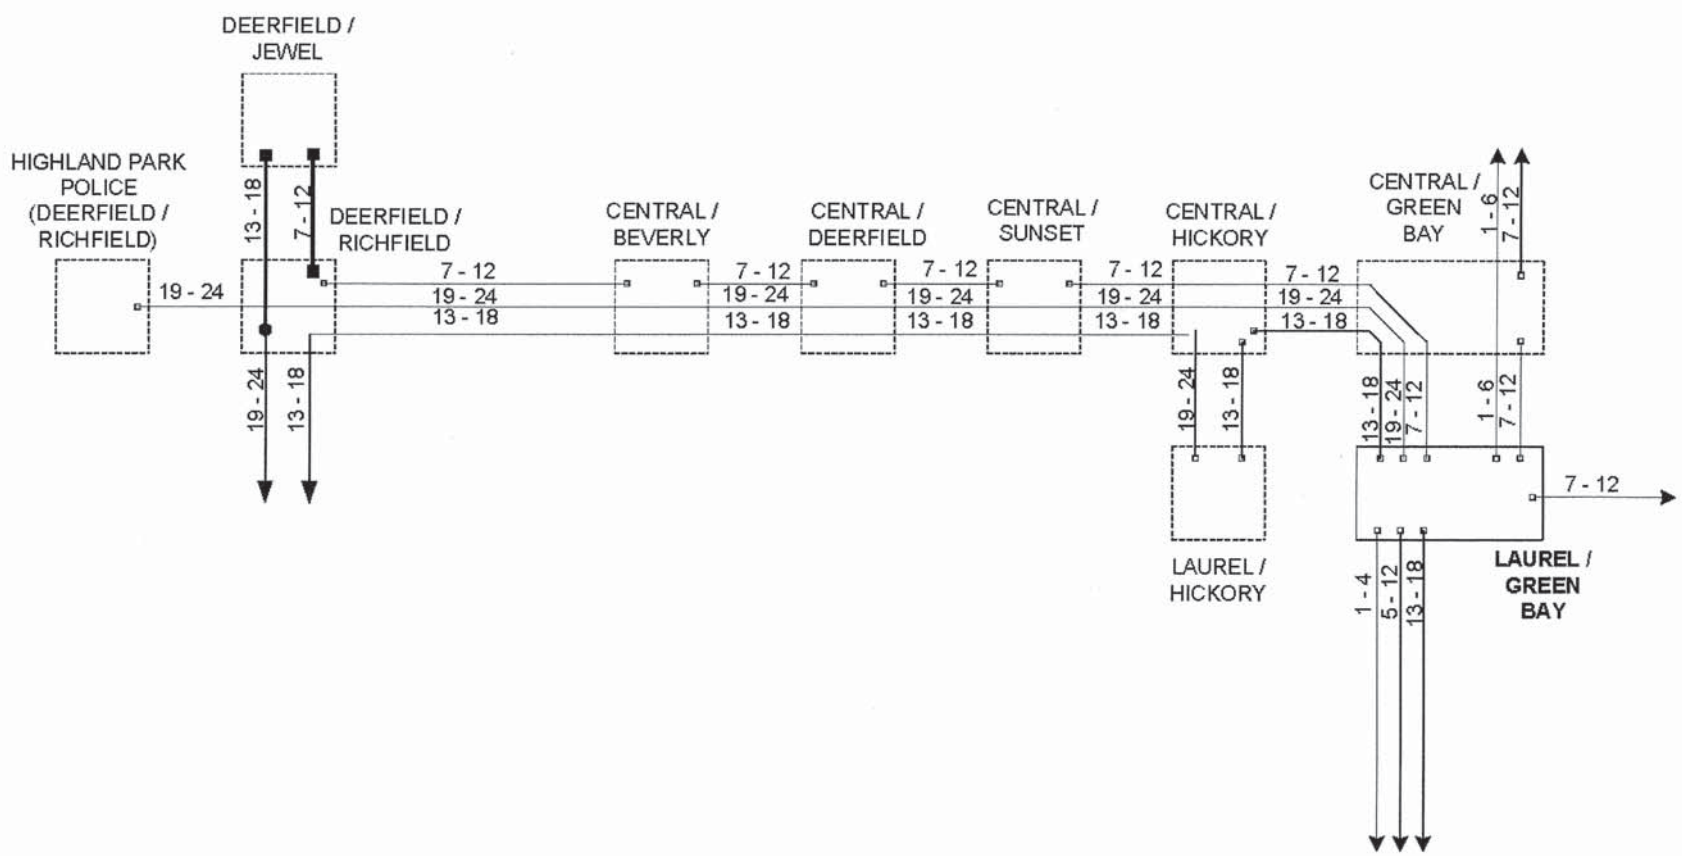 DEERFIELD /
JEWEL
HIGHLAND PARK
POLICE
(DEERFIELD /
RICHFIELD)
13 - 18
7 - 12
DEERFIELD /
RICHFIELD
CENTRAL /
BEVERLY
CENTRAL /
DEERFIELD
CENTRAL /
SUNSET
CENTRAL /
HICKORY
CENTRAL /
GREEN
BAY
1 - 6
7 - 12
19 - 24
7 - 12
19 - 24
13 - 18
7 - 12
19 - 24
13 - 18
7 - 12
19 - 24
13 - 18
7 - 12
19 - 24
13 - 18
7 - 12
19 - 24
13 - 18
19 - 24
13 - 18
19 - 24
13 - 18
13 - 18
19 - 24
7 - 12
1 - 6
7 - 12
7 - 12
LAUREL /
HICKORY
LAUREL /
GREEN
BAY
1 - 4
5 - 12
13 - 18